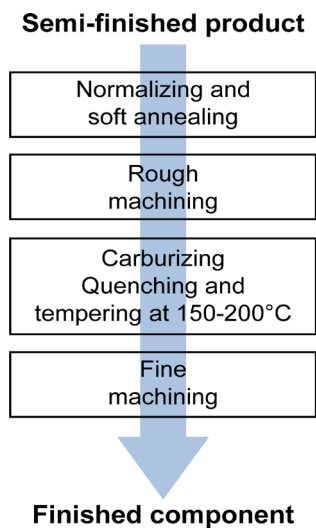 Semi-finished product
Normalizing and
soft annealing
Rough
machining
Carburizing
Quenching and
tempering at 150-200°C
Fine
machining
Finished component